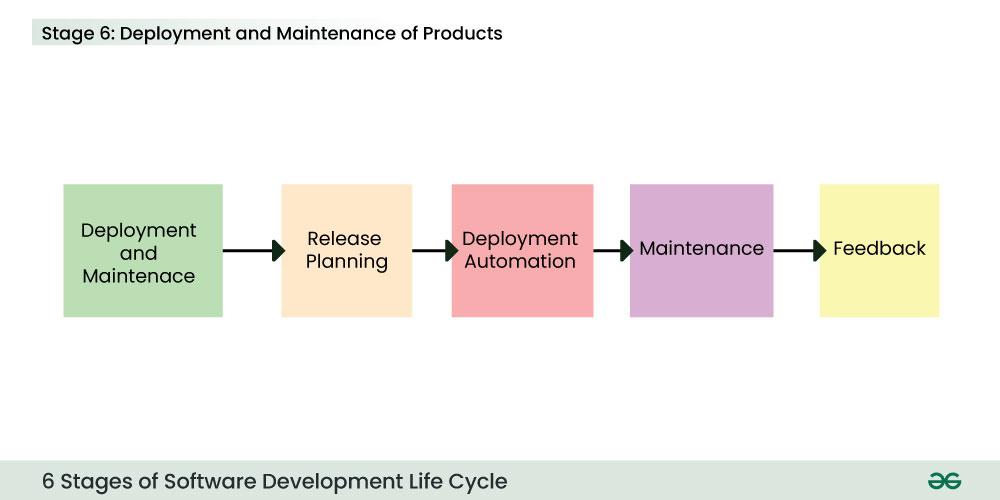 Stage 6: Deployment and Maintenance of Products
Deployment
and
Maintenace
Release
Planning
Deployment
Automation
Maintenance
Feedback
6 Stages of Software Development Life Cycle